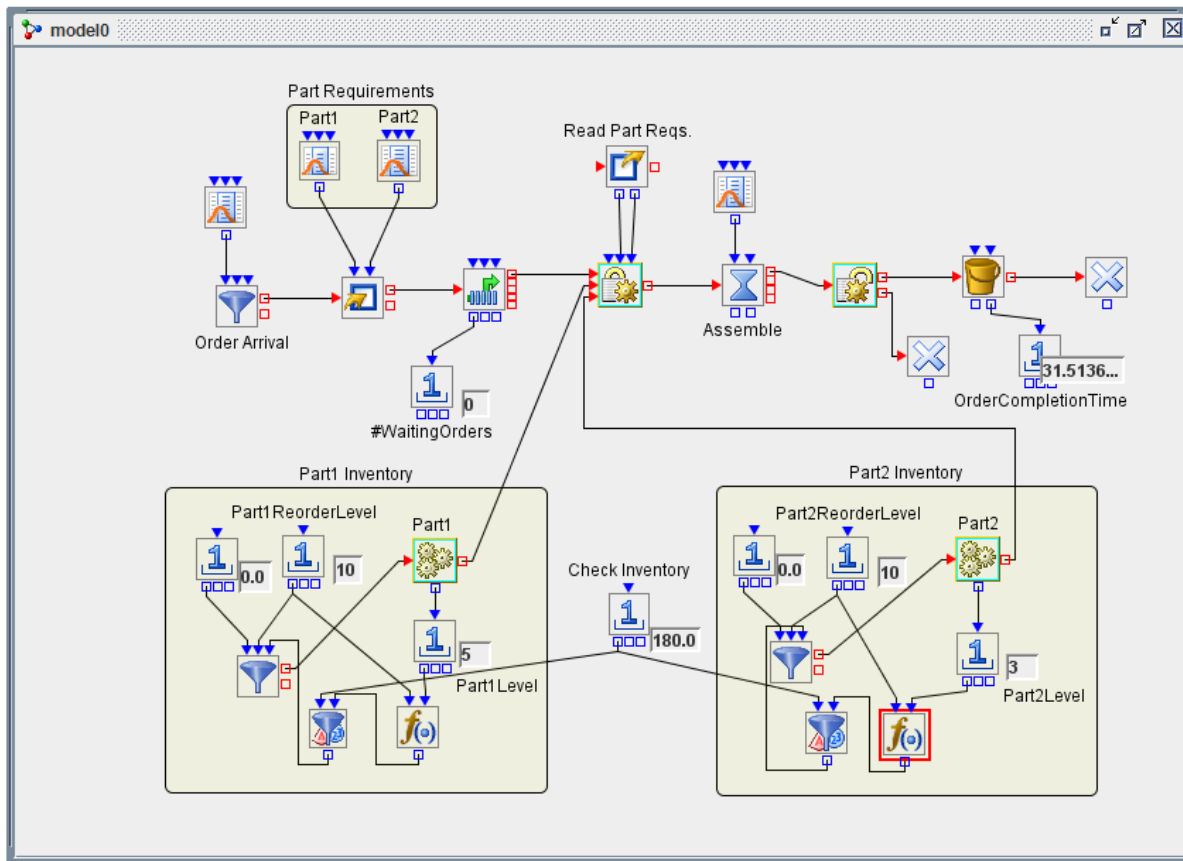 model0
Part Requirements
Part1
Part2
Read Part Reqs.
Order Arrival
Assemble
0
#WaitingOrders
31.5136...
OrderCompletionTime
Part1 Inventory
Part1ReorderLevel
Part1
0.0
10
5
Part1Level
Check Inventory
180.0
Part2 Inventory
Part2ReorderLevel
Part2
0.0
10
3
Part2Level